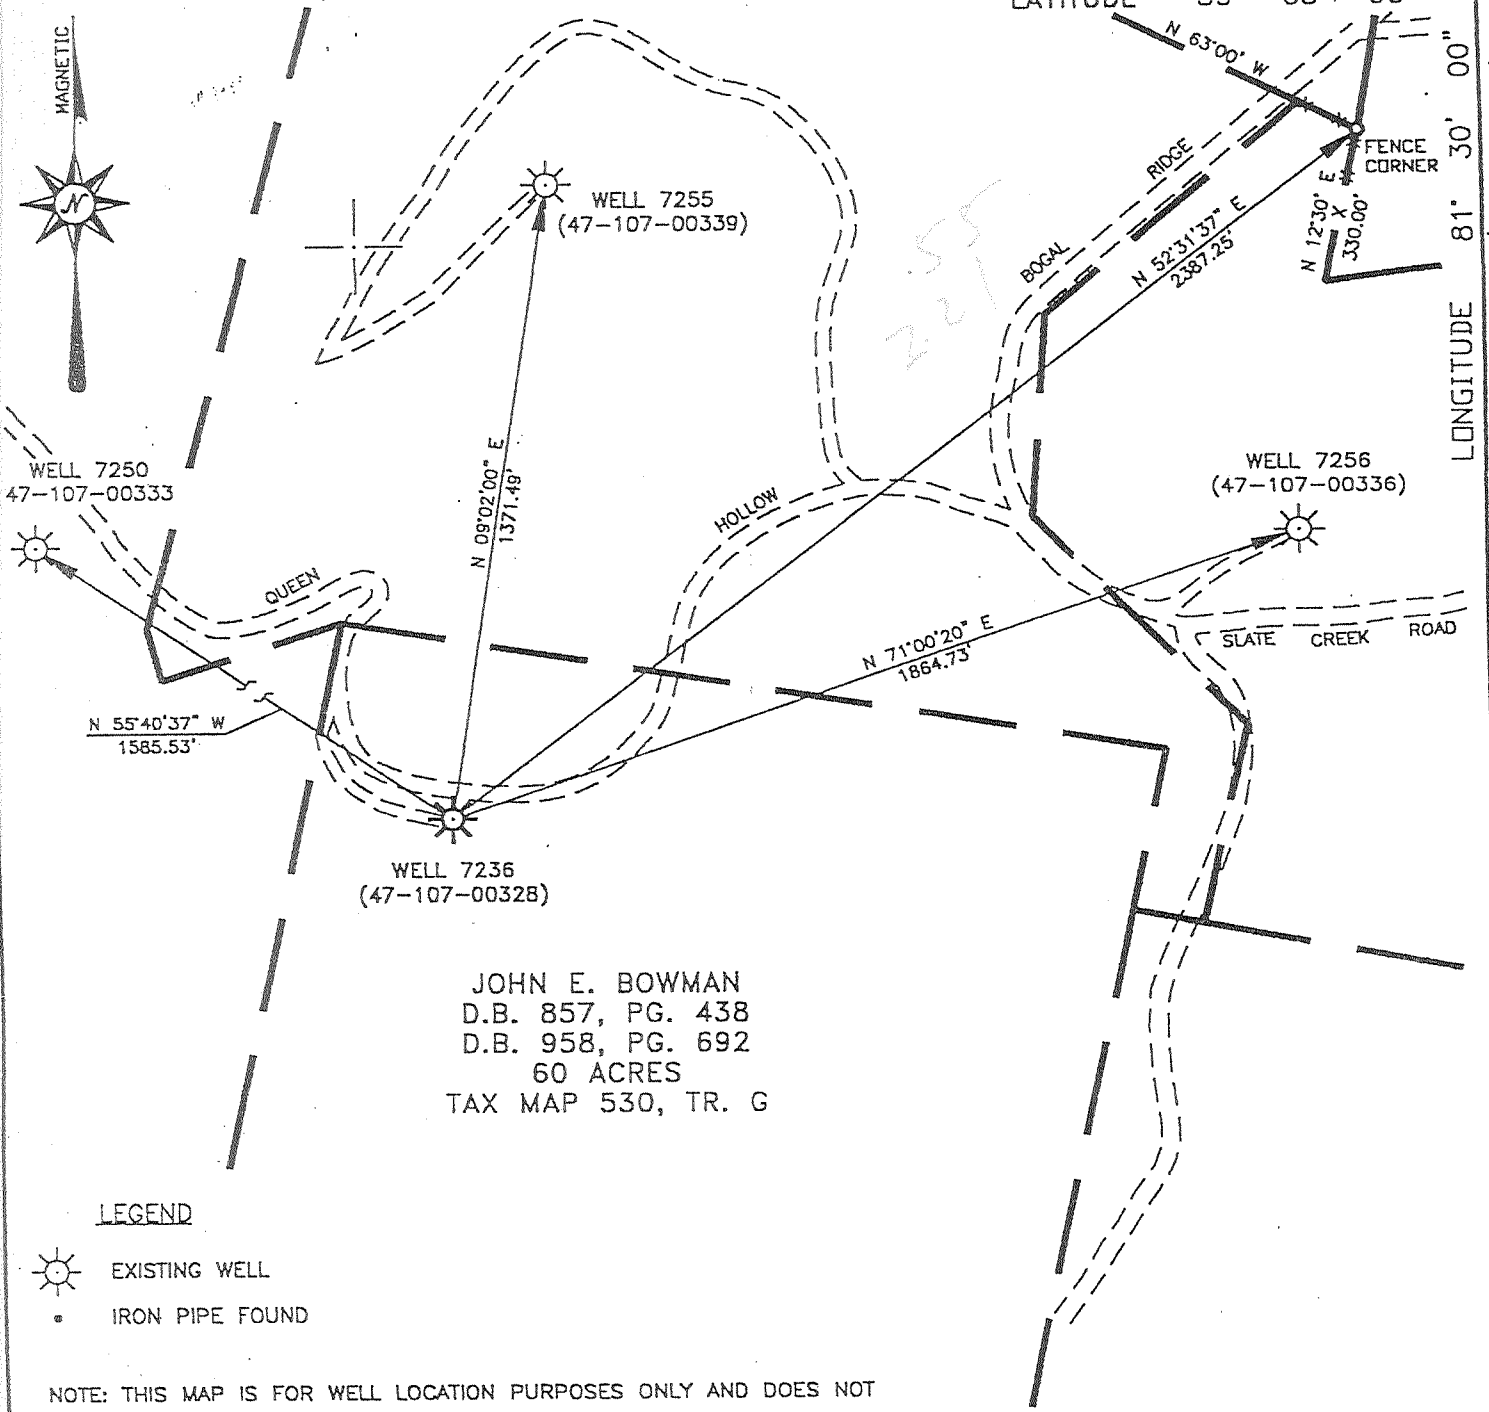 MAGNETIC
N
N 63°00' W
FENCE
CORNER
N 12°30' E
X
330.00'
LONGITUDE 81° 30' 00"
WELL 7255
(47-107-00339)
RIDGE
BOGAL
N 52°31'37" E
2387.25'
WELL 7250
47-107-00333
N 09°02'00" E
1371.49'
HOLLOW
WELL 7256
(47-107-00336)
QUEEN
N 71°00'20" E
1864.73'
SLATE CREEK ROAD
N 55°40'37" W
1585.53'
WELL 7236
(47-107-00328)
JOHN E. BOWMAN
D.B. 857, PG. 438
D.B. 958, PG. 692
60 ACRES
TAX MAP 530, TR. G
LEGEND
EXISTING WELL
IRON PIPE FOUND
NOTE: THIS MAP IS FOR WELL LOCATION PURPOSES ONLY AND DOES NOT